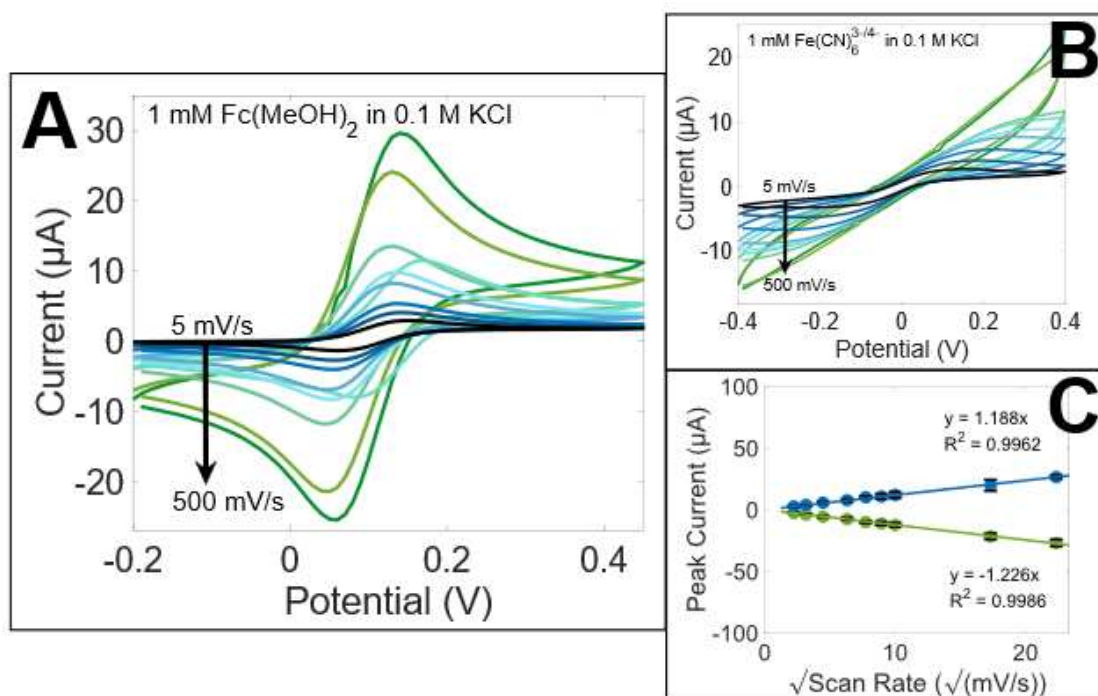 A
1 mM Fc(MeOH)₂ in 0.1 M KCl
30
20
10
0
-10
-20
5 mV/s
500 mV/s
-0.2
0
0.2
0.4
Current (µA)
Potential (V)
B
1 mM Fe(CN)₆³⁻/⁴⁻ in 0.1 M KCl
20
10
0
-10
5 mV/s
500 mV/s
-0.4
-0.2
0
0.2
0.4
Current (µA)
Potential (V)
C
100
50
0
-50
-100
y = 1.188x
R² = 0.9962
y = -1.226x
R² = 0.9986
0
10
20
Peak Current (µA)
√Scan Rate (√(mV/s))